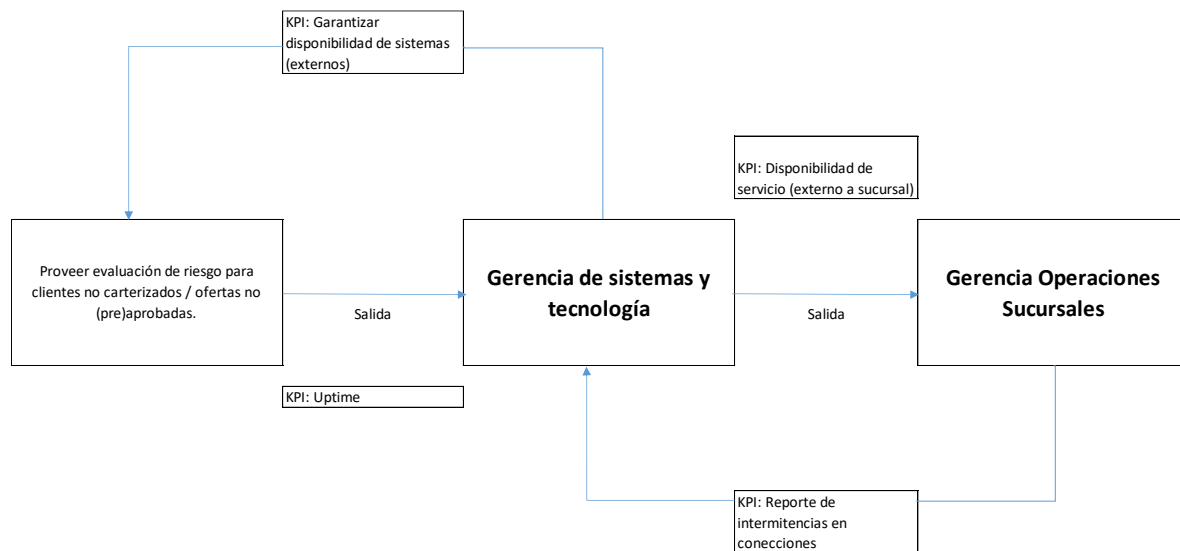 KPI: Garantizar
disponibilidad de sistemas
(externos)
KPI: Disponibilidad de
servicio (externo a sucursal)
Proveer evaluación de riesgo para
clientes no carterizados / ofertas no
(pre)aprobadas.
Salida
Gerencia de sistemas y
tecnología
Salida
Gerencia Operaciones
Sucursales
KPI: Uptime
KPI: Reporte de
intermitencias en
conecciones